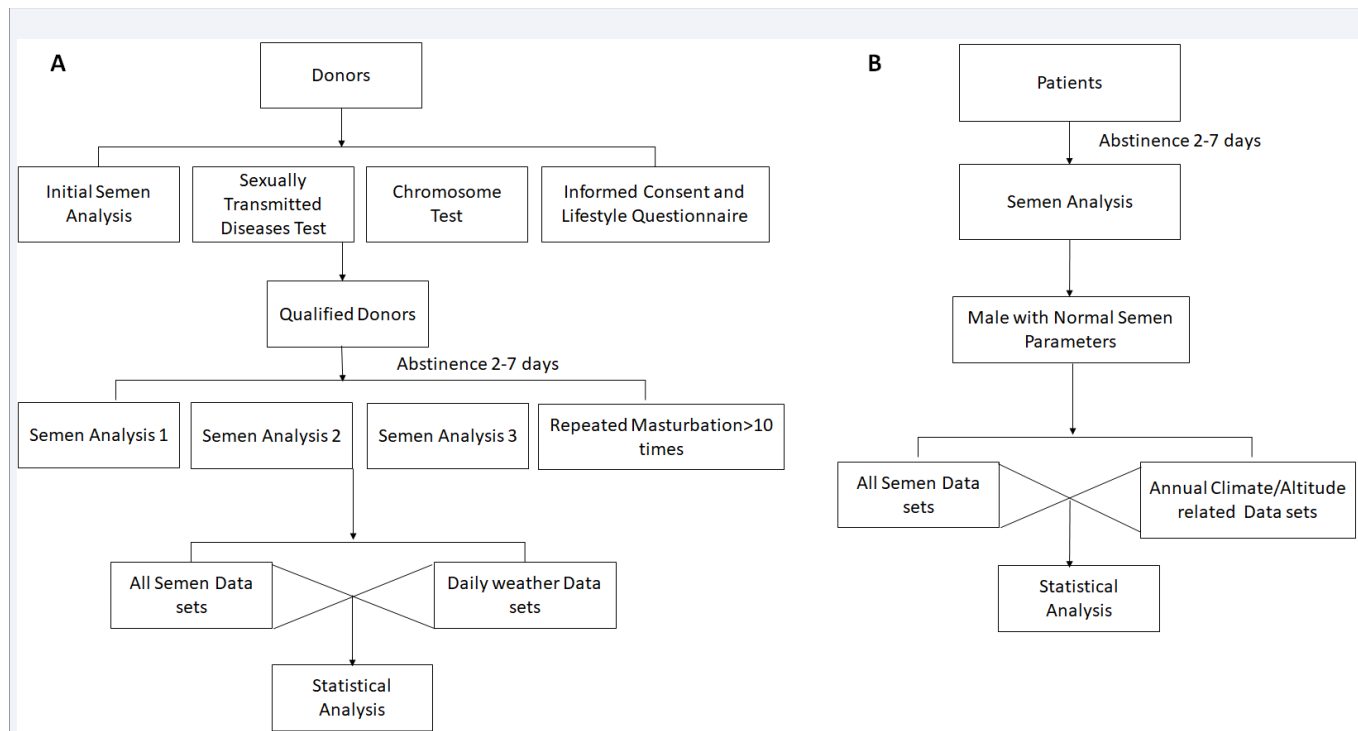 A
Donors
Initial Semen
Analysis
Sexually
Transmitted
Diseases Test
Chromosome
Test
Informed Consent and
Lifestyle Questionnaire
Qualified Donors
Abstinence 2-7 days
Semen Analysis 1
Semen Analysis 2
Semen Analysis 3
Repeated Masturbation>10
times
All Semen Data
sets
Daily weather Data
sets
Statistical
Analysis
B
Patients
Abstinence 2-7 days
Semen Analysis
Male with Normal Semen
Parameters
All Semen Data
sets
Annual Climate/Altitude
related Data sets
Statistical
Analysis